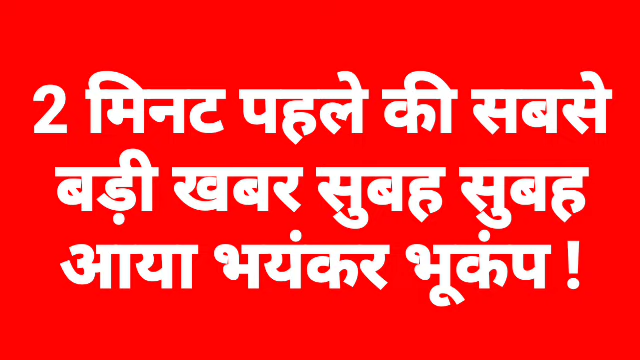 2 मिनट पहले की सबसे
बड़ी खबर सुबह सुबह
आया भयंकर भूकंप !